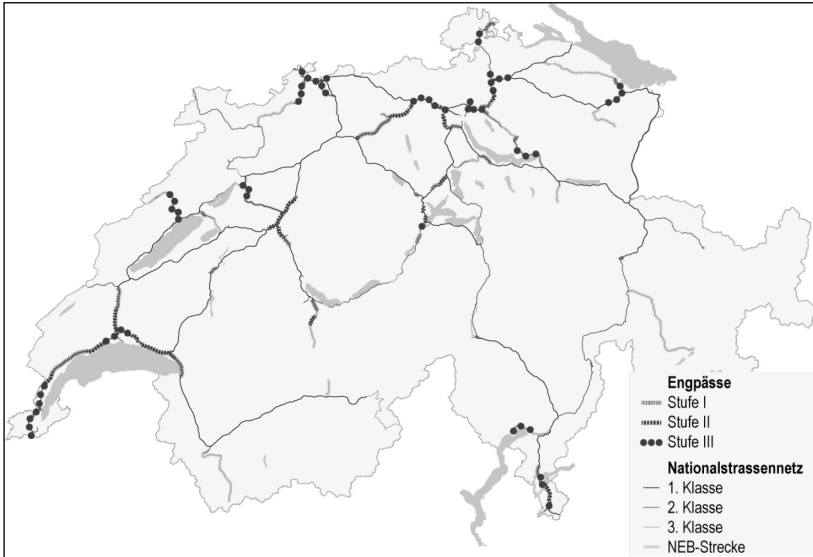 Engpässe
Stufe I
Stufe II
Stufe III
Nationalstrassennetz
1. Klasse
2. Klasse
3. Klasse
NEB-Strecke